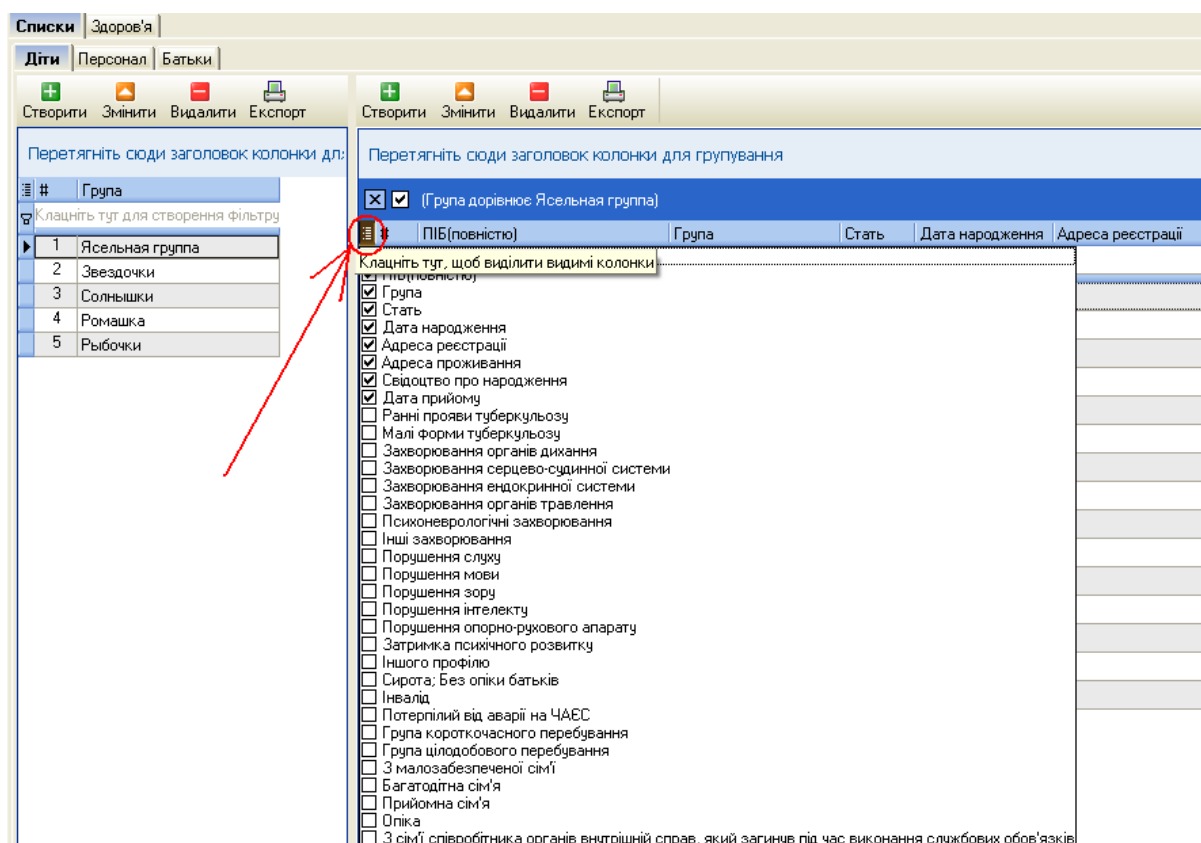 Списки Здоров'я
Діти Персонал Батьки
Створити Змінити Видалити Експорт
Перетягніть сюди заголовок колонки для
# Група
Клацніть тут для створення фільтру
1 Ясельная группа
2 Звездочки
3 Солнышки
4 Ромашка
5 Рыбочки
Створити Змінити Видалити Експорт
Перетягніть сюди заголовок колонки для групування
(Група дорівнює Ясельная группа)
# ПІБ(повністю) Група Стать Дата народження Адреса реєстрації
Клацніть тут, щоб виділити видимі колонки
ПІБ(повністю)
Група
Стать
Дата народження
Адреса реєстрації
Адреса проживання
Свідоцтво про народження
Дата прийому
Ранні прояви туберкульозу
Малі форми туберкульозу
Захворювання органів дихання
Захворювання серцево-судинної системи
Захворювання ендокринної системи
Захворювання органів травлення
Психоневрологічні захворювання
Інші захворювання
Порушення слуху
Порушення мови
Порушення зору
Порушення інтелекту
Порушення опорно-рухового апарату
Затримка психічного розвитку
Іншого профілю
Сирота; Без опіки батьків
Інвалід
Потерпілий від аварії на ЧАЄС
Група короткочасного перебування
Група цілодобового перебування
З малозабезпеченої сім'ї
Багатодітна сім'я
Прийомна сім'я
Опіка
З сім'ї співробітника органів внутрішній справ, який загинув під час виконання службових обов'язків